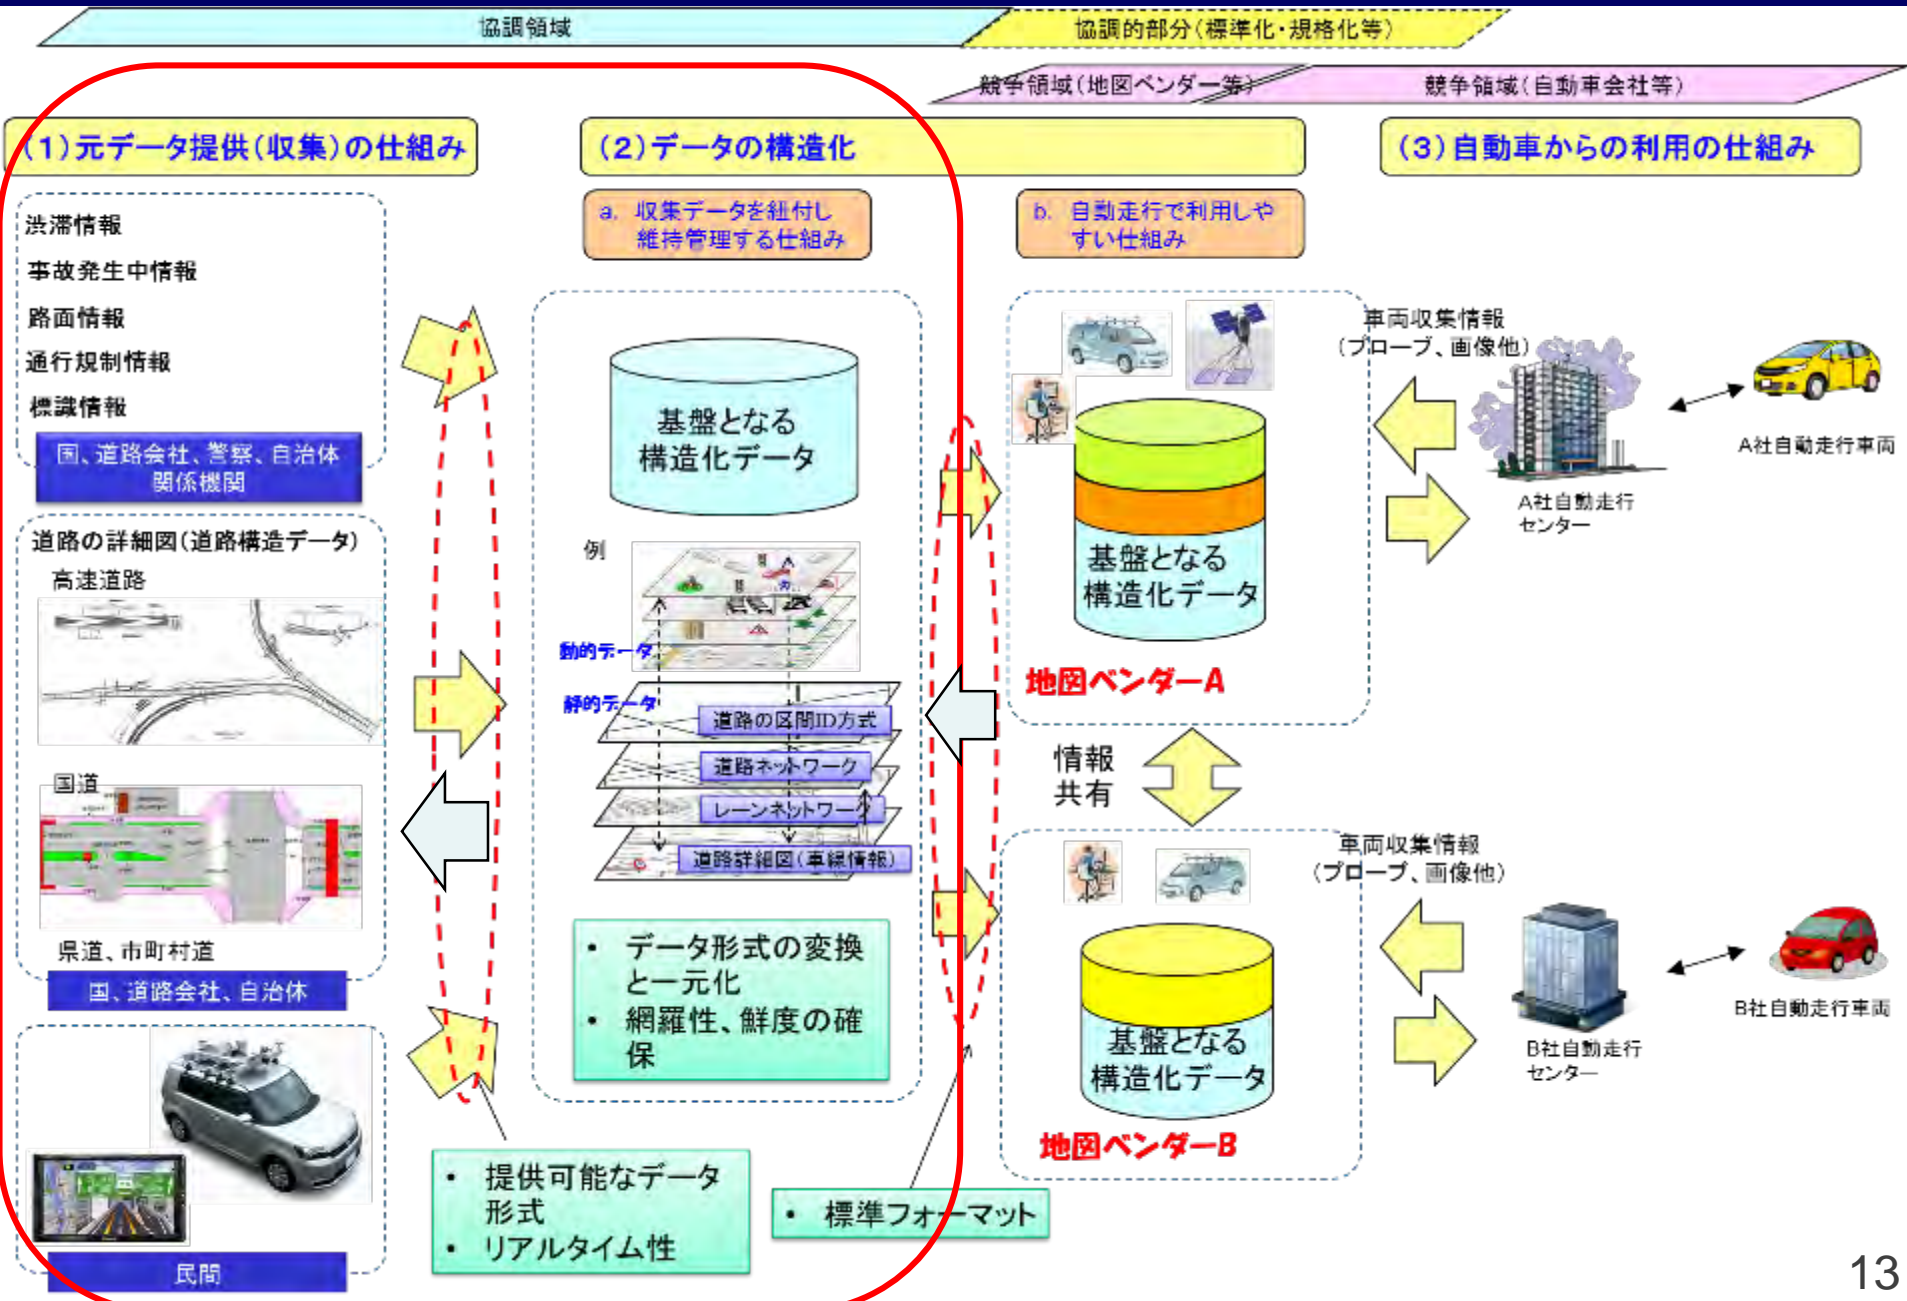 協調領域
協調的部分(標準化・規格化等)
競争領域(地図ベンダー等)
競争領域(自動車会社等)
(1)元データ提供(収集)の仕組み
(2)データの構造化
(3)自動車からの利用の仕組み
a. 収集データを紐付し
維持管理する仕組み
b. 自動走行で利用しや
すい仕組み
渋滞情報
事故発生中情報
路面情報
通行規制情報
標識情報
国、道路会社、警察、自治体
関係機関
道路の詳細図(道路構造データ)
高速道路
国道
県道、市町村道
国、道路会社、自治体
民間
基盤となる
構造化データ
例
動的データ
静的データ
道路の区間ID方式
道路ネットワーク
レーンネットワーク
道路詳細図(車線情報)
• データ形式の変換
と一元化
• 網羅性、鮮度の確
保
• 提供可能なデータ
形式
• リアルタイム性
• 標準フォーマット
基盤となる
構造化データ
地図ベンダーA
情報
共有
基盤となる
構造化データ
地図ベンダーB
車両収集情報
(プローブ、画像他)
A社自動走行
センター
A社自動走行車両
車両収集情報
(プローブ、画像他)
B社自動走行
センター
B社自動走行車両
13